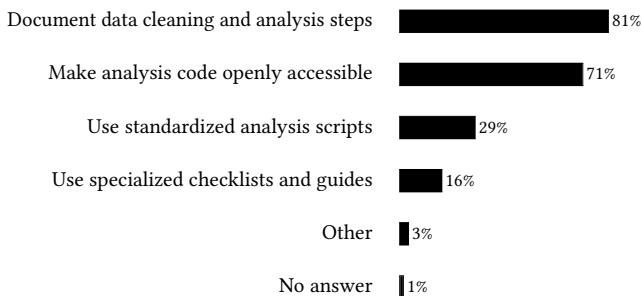 Document data cleaning and analysis steps 81%
Make analysis code openly accessible 71%
Use standardized analysis scripts 29%
Use specialized checklists and guides 16%
Other 3%
No answer 1%